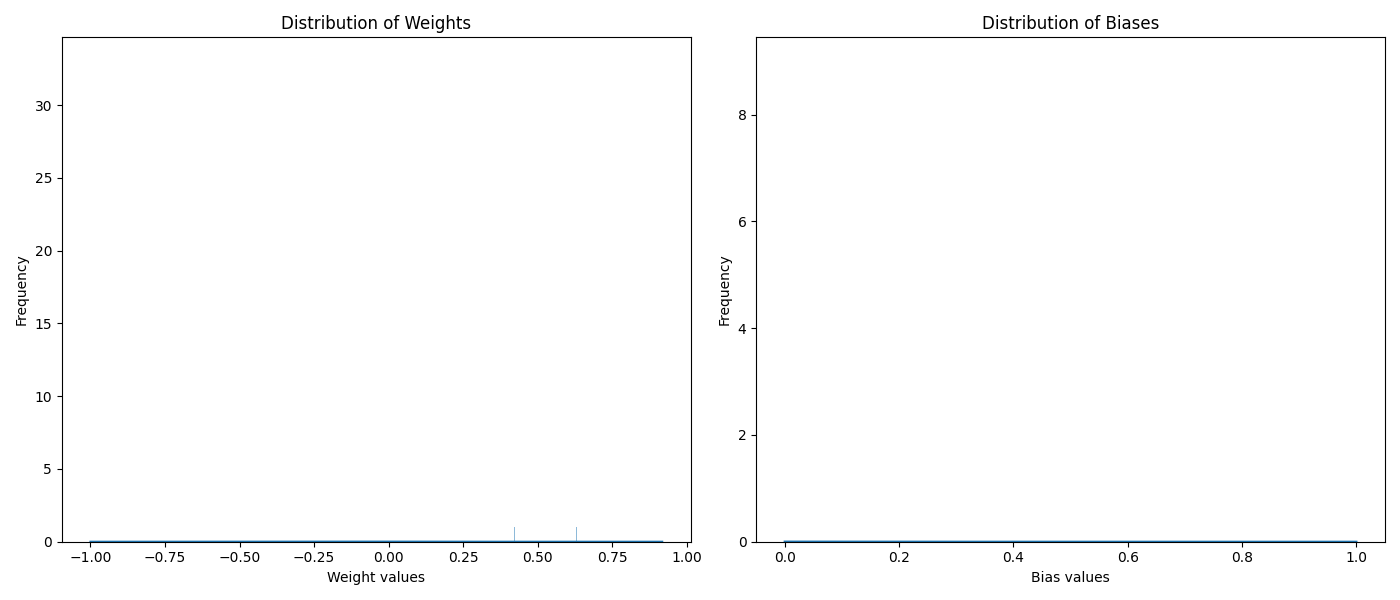 Distribution of Weights
Frequency
30
25
20
15
10
5
0
−1.00 −0.75 −0.50 −0.25 0.00 0.25 0.50 0.75 1.00
Weight values
Distribution of Biases
Frequency
8
6
4
2
0
0.0 0.2 0.4 0.6 0.8 1.0
Bias values